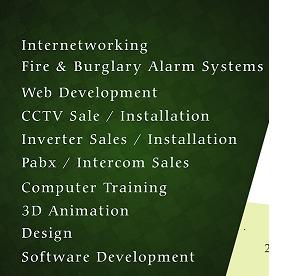 Internetworking
Fire & Burglary Alarm Systems
Web Development
CCTV Sale / Installation
Inverter Sales / Installation
Pabx / Intercom Sales
Computer Training
3D Animation
Design
Software Development
2